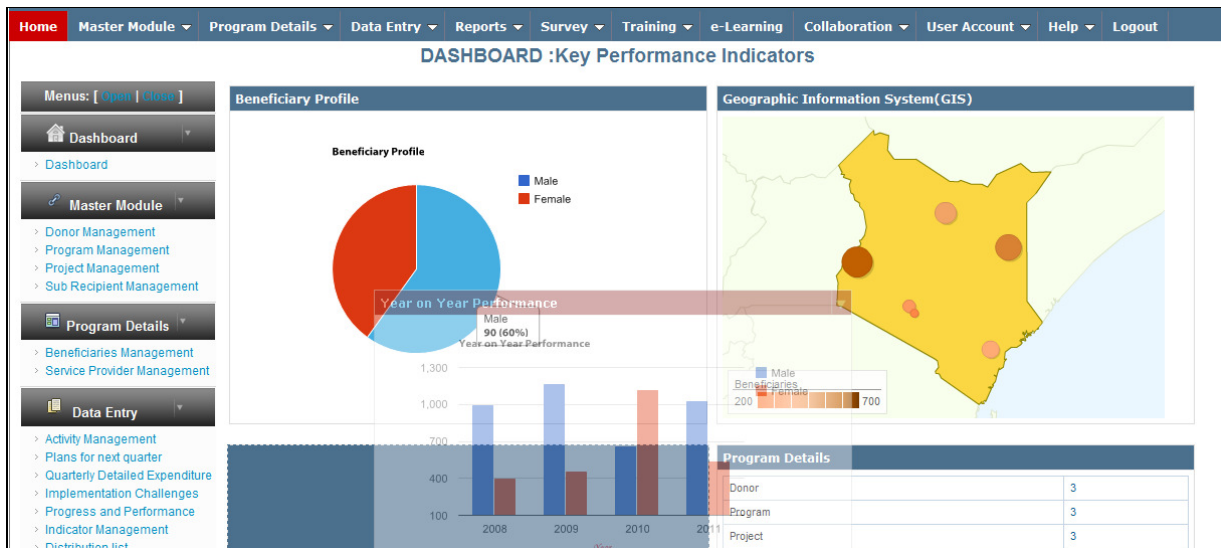 Home Master Module Program Details Data Entry Reports Survey Training e-Learning Collaboration User Account Help Logout
DASHBOARD :Key Performance Indicators
Menus: [ Open | Close ]
Dashboard
Dashboard
Master Module
Donor Management
Program Management
Project Management
Sub Recipient Management
Program Details
Beneficiaries Management
Service Provider Management
Data Entry
Activity Management
Plans for next quarter
Quarterly Detailed Expenditure
Implementation Challenges
Progress and Performance
Indicator Management
Distribution list
Beneficiary Profile
Beneficiary Profile
Male
Female
Year on Year Performance
Male
90 (60%)
Year on Year Performance
1,300
1,000
700
400
100
2008 2009 2010 2011
Year
Geographic Information System(GIS)
Male
Beneficiaries
Female
200 700
Program Details
Donor 3
Program 3
Project 3